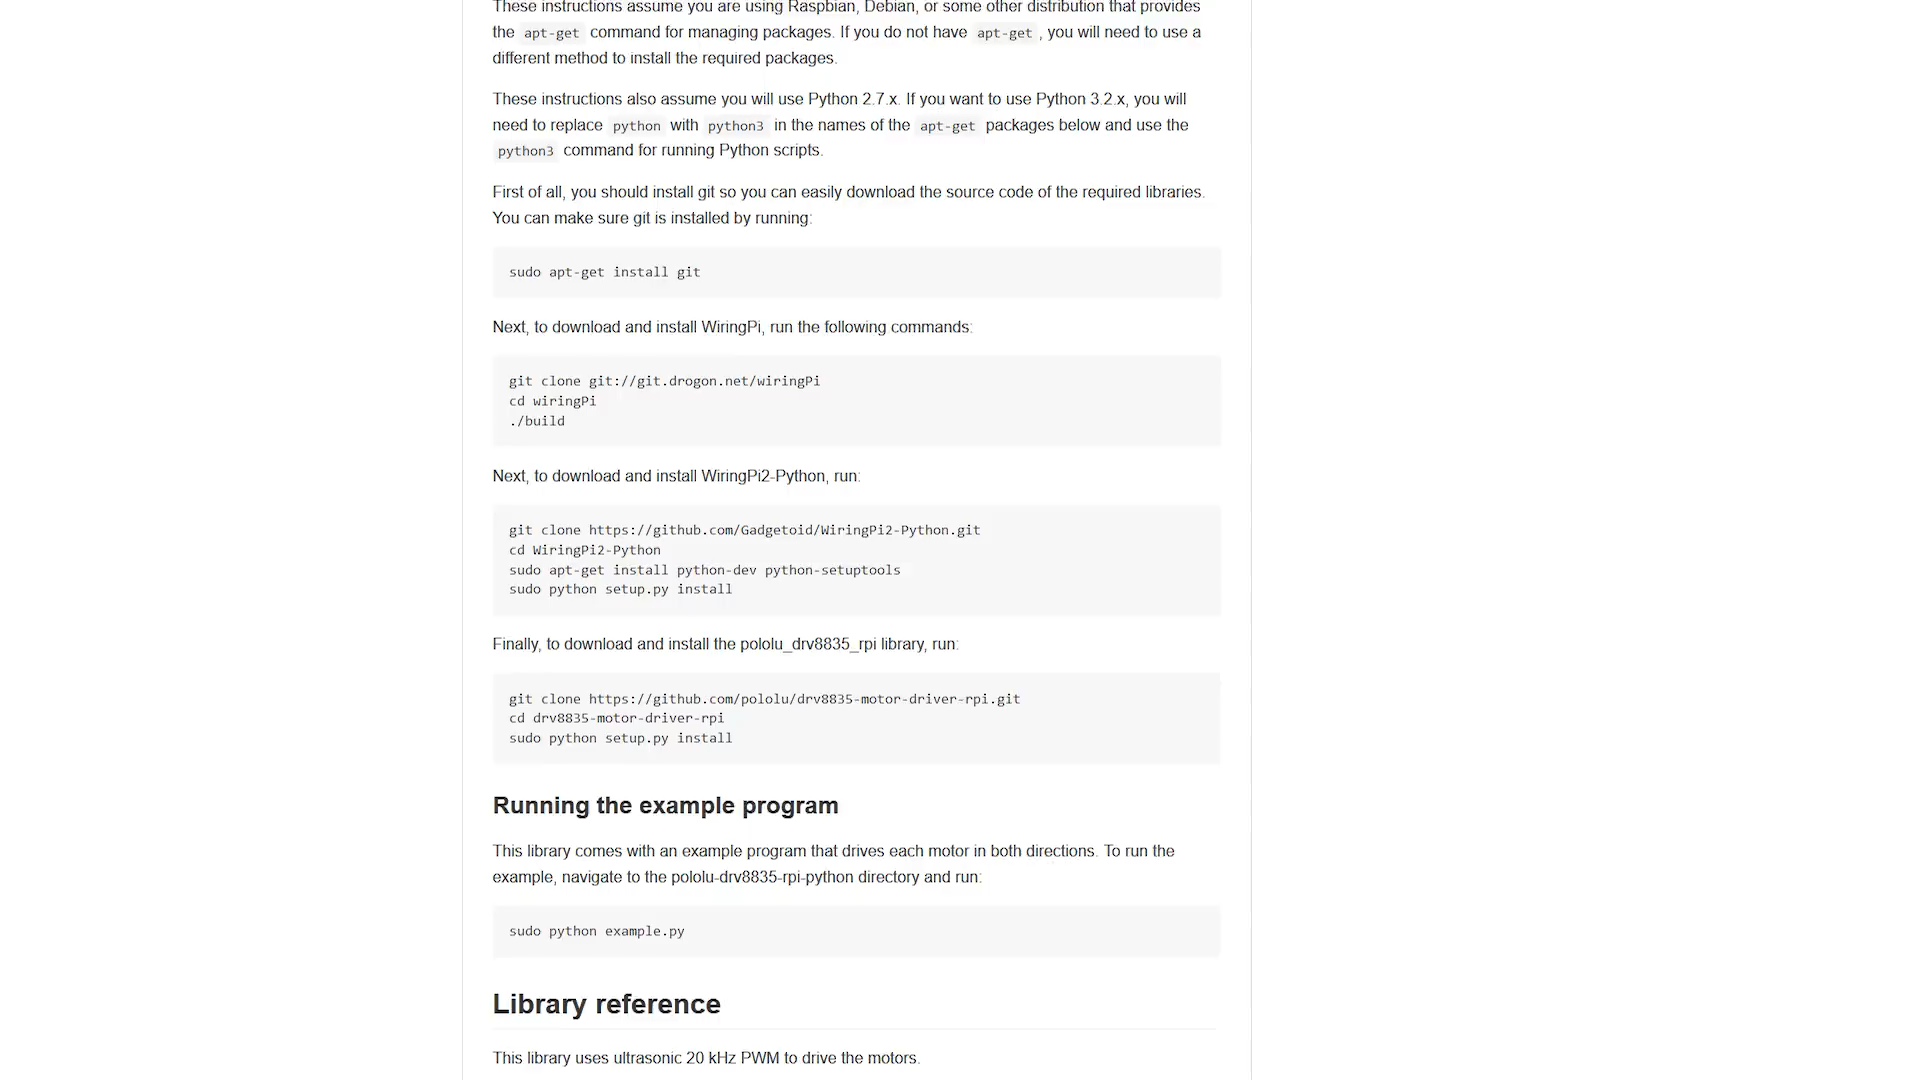 These instructions assume you are using Raspbian, Debian, or some other distribution that provides
the apt-get command for managing packages. If you do not have apt-get , you will need to use a
different method to install the required packages.
These instructions also assume you will use Python 2.7.x. If you want to use Python 3.2.x, you will
need to replace python with python3 in the names of the apt-get packages below and use the
python3 command for running Python scripts.
First of all, you should install git so you can easily download the source code of the required libraries.
You can make sure git is installed by running:
sudo apt-get install git
Next, to download and install WiringPi, run the following commands:
git clone git://git.drogon.net/wiringPi
cd wiringPi
./build
Next, to download and install WiringPi2-Python, run:
git clone https://github.com/Gadgetoid/WiringPi2-Python.git
cd WiringPi2-Python
sudo apt-get install python-dev python-setuptools
sudo python setup.py install
Finally, to download and install the pololu_drv8835_rpi library, run:
git clone https://github.com/pololu/drv8835-motor-driver-rpi.git
cd drv8835-motor-driver-rpi
sudo python setup.py install
Running the example program
This library comes with an example program that drives each motor in both directions. To run the
example, navigate to the pololu-drv8835-rpi-python directory and run:
sudo python example.py
Library reference
This library uses ultrasonic 20 kHz PWM to drive the motors.